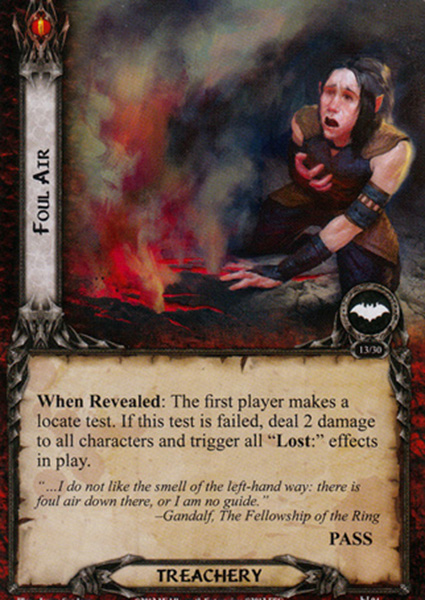 FOUL AIR
13/30
When Revealed: The first player makes a
locate test. If this test is failed, deal 2 damage
to all characters and trigger all “Lost:” effects
in play.
“...I do not like the smell of the left-hand way: there is
foul air down there, or I am no guide.”
–Gandalf, The Fellowship of the Ring
PASS
TREACHERY